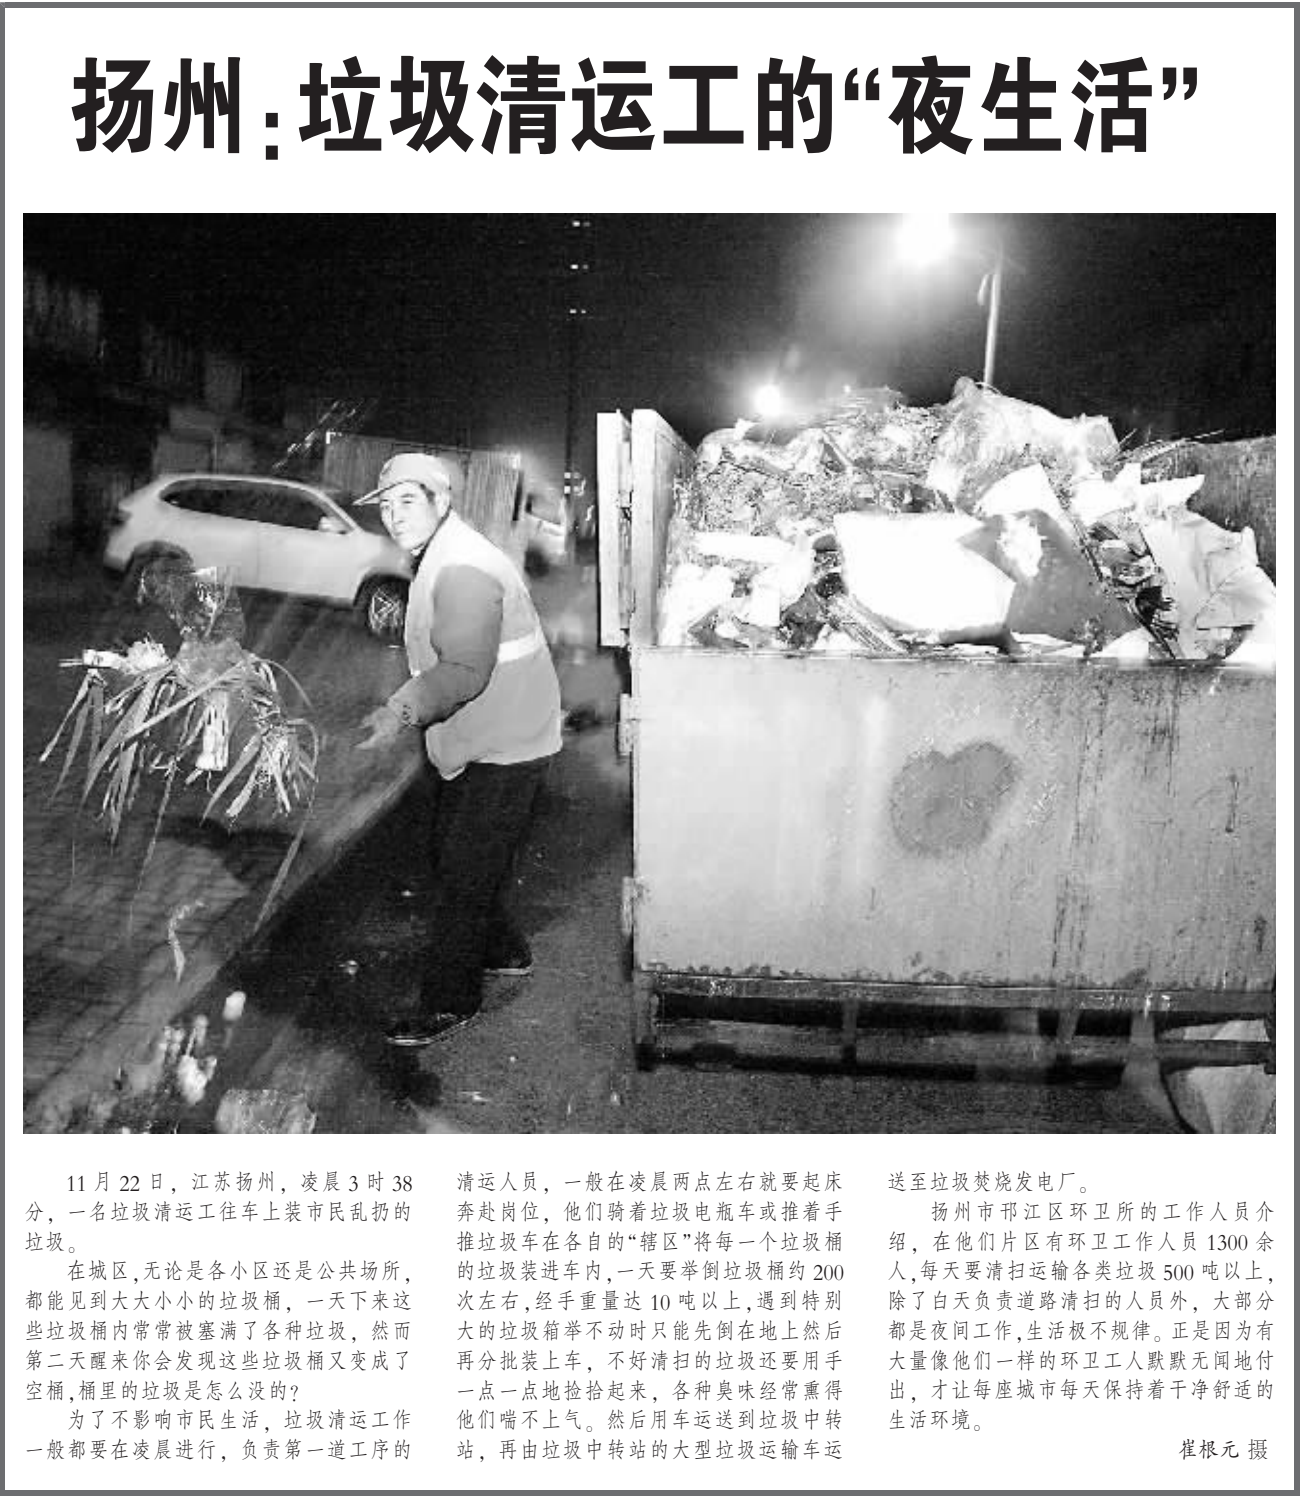 扬州：垃圾清运工的“夜生活”
11 月 22 日，江苏扬州，凌晨 3 时 38
分，一名垃圾清运工往车上装市民乱扔的
垃圾。
在城区，无论是各小区还是公共场所，
都能见到大大小小的垃圾桶，一天下来这
些垃圾桶内常常被塞满了各种垃圾，然而
第二天醒来你会发现这些垃圾桶又变成了
空桶，桶里的垃圾是怎么没的？
为了不影响市民生活，垃圾清运工作
一般都要在凌晨进行，负责第一道工序的
清运人员，一般在凌晨两点左右就要起床
奔赴岗位，他们骑着垃圾电瓶车或推着手
推垃圾车在各自的“辖区”将每一个垃圾桶
的垃圾装进车内，一天要举倒垃圾桶约 200
次左右，经手重量达 10 吨以上，遇到特别
大的垃圾箱举不动时只能先倒在地上然后
再分批装上车，不好清扫的垃圾还要用手
一点一点地捡拾起来，各种臭味经常熏得
他们喘不上气。然后用车运送到垃圾中转
站，再由垃圾中转站的大型垃圾运输车运
送至垃圾焚烧发电厂。
扬州市邗江区环卫所的工作人员介
绍，在他们片区有环卫工作人员 1300 余
人，每天要清扫运输各类垃圾 500 吨以上，
除了白天负责道路清扫的人员外，大部分
都是夜间工作，生活极不规律。正是因为有
大量像他们一样的环卫工人默默无闻地付
出，才让每座城市每天保持着干净舒适的
生活环境。
崔根元 摄